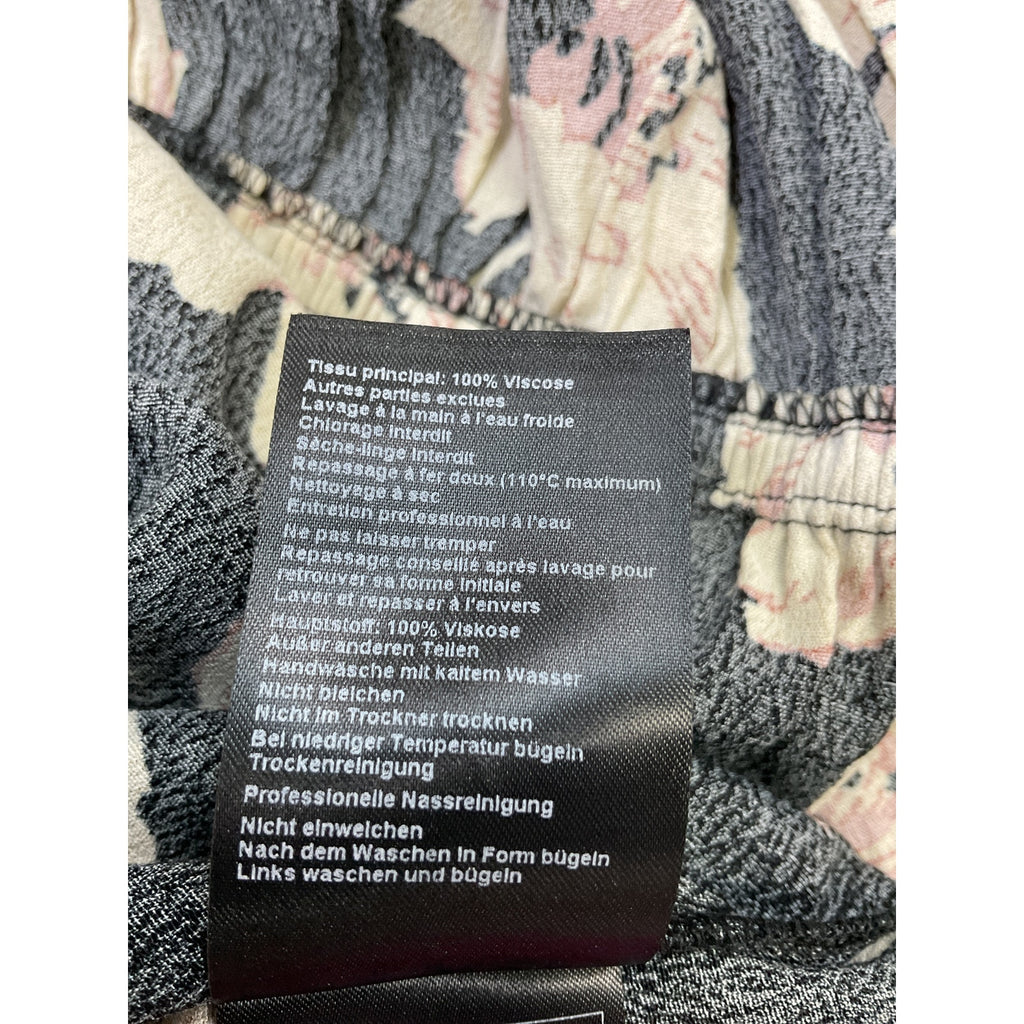 Tissu principal: 100% Viscose
Autres parties exclues
Lavage à la main à l'eau froide
Chlorage interdit
Séche-linge interdit
Repassage à fer doux (110°C maximum)
Nettoyage à sec
Entretien professionnel à l'eau
Ne pas laisser tremper
Repassage conseillé après lavage pour
retrouver sa forme initiale
Laver et repasser à l'envers
Hauptstoff: 100% Viskose
Außer anderen Teilen
Handwäsche mit kaltem Wasser
Nicht bleichen
Nicht im Trockner trocknen
Bei niedriger Temperatur bügeln
Trockenreinigung
Professionelle Nassreinigung
Nicht einweichen
Nach dem Waschen in Form bügeln
Links waschen und bügeln